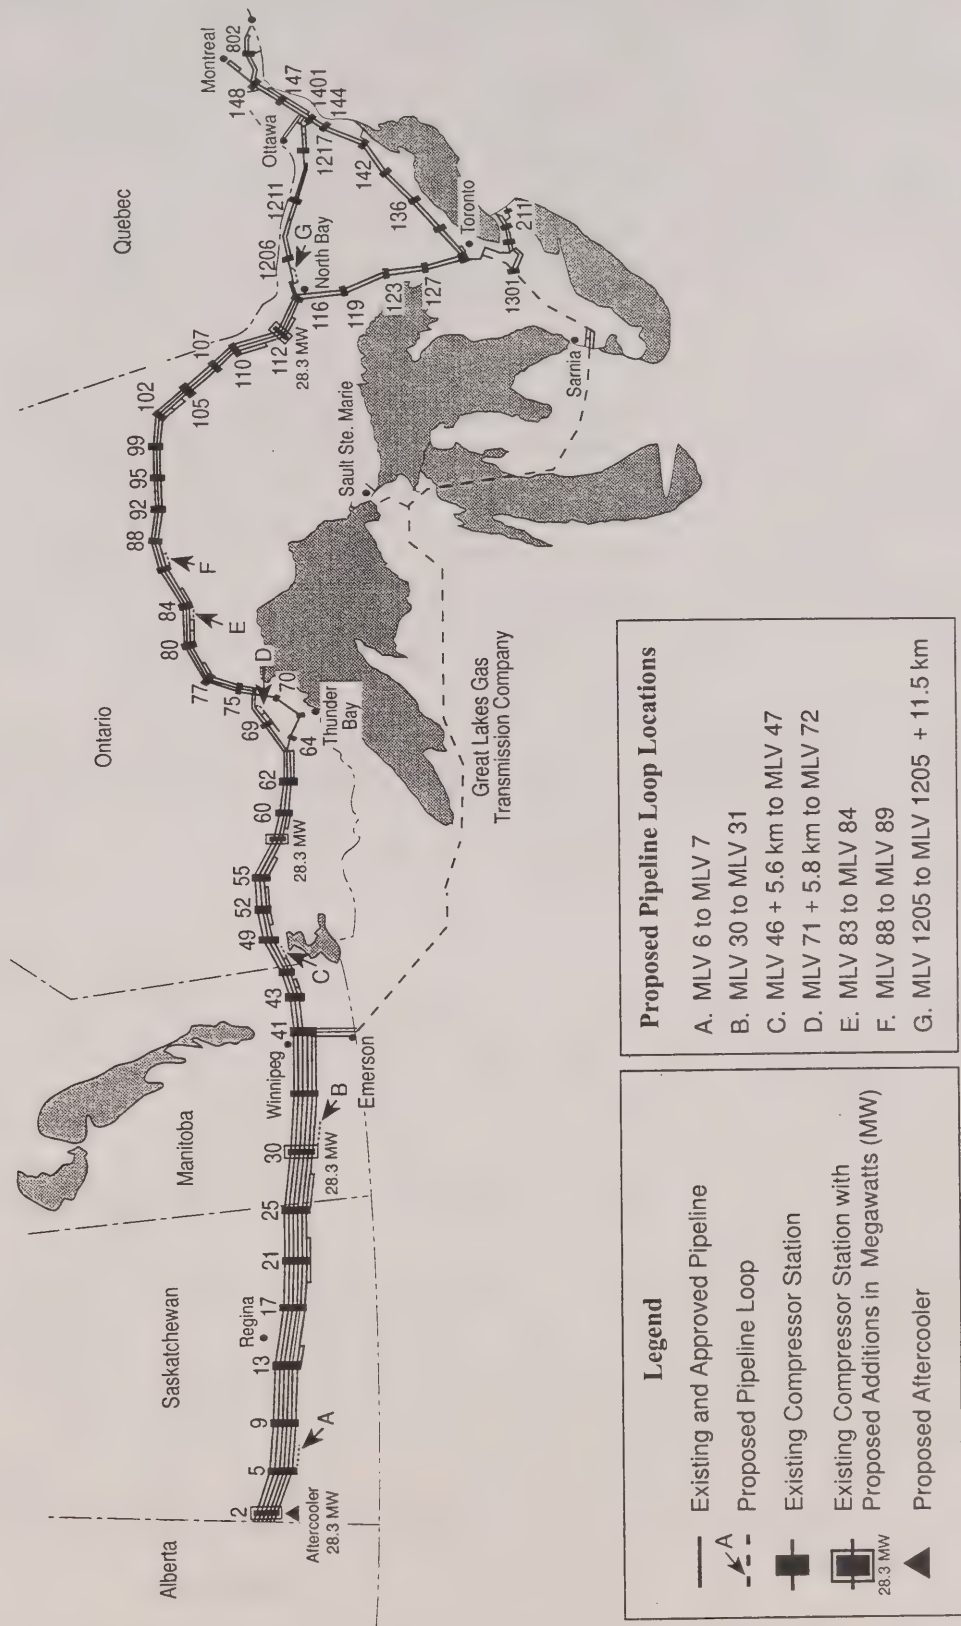 Alberta
Saskatchewan
Manitoba
Ontario
Quebec
2
Aftercooler
28.3 MW
5
A
9
13
Regina
17
21
25
30
28.3 MW
B
Winnipeg
41
Emerson
43
C
49
52
55
28.3 MW
60
62
64
Thunder
Bay
69
70
D
75
77
80
E
84
F
88
92
95
99
102
105
107
110
112
28.3 MW
116
North Bay
G
1206
1211
1217
Ottawa
119
123
127
Toronto
136
142
144
1401
147
148
Montreal
802
1301
211
Sarnia
Sault Ste. Marie
Great Lakes Gas
Transmission Company
Legend
Existing and Approved Pipeline
A
Proposed Pipeline Loop
Existing Compressor Station
Existing Compressor Station with
Proposed Additions in Megawatts (MW)
28.3 MW
Proposed Aftercooler
Proposed Pipeline Loop Locations
A. MLV 6 to MLV 7
B. MLV 30 to MLV 31
C. MLV 46 + 5.6 km to MLV 47
D. MLV 71 + 5.8 km to MLV 72
E. MLV 83 to MLV 84
F. MLV 88 to MLV 89
G. MLV 1205 to MLV 1205 + 11.5 km